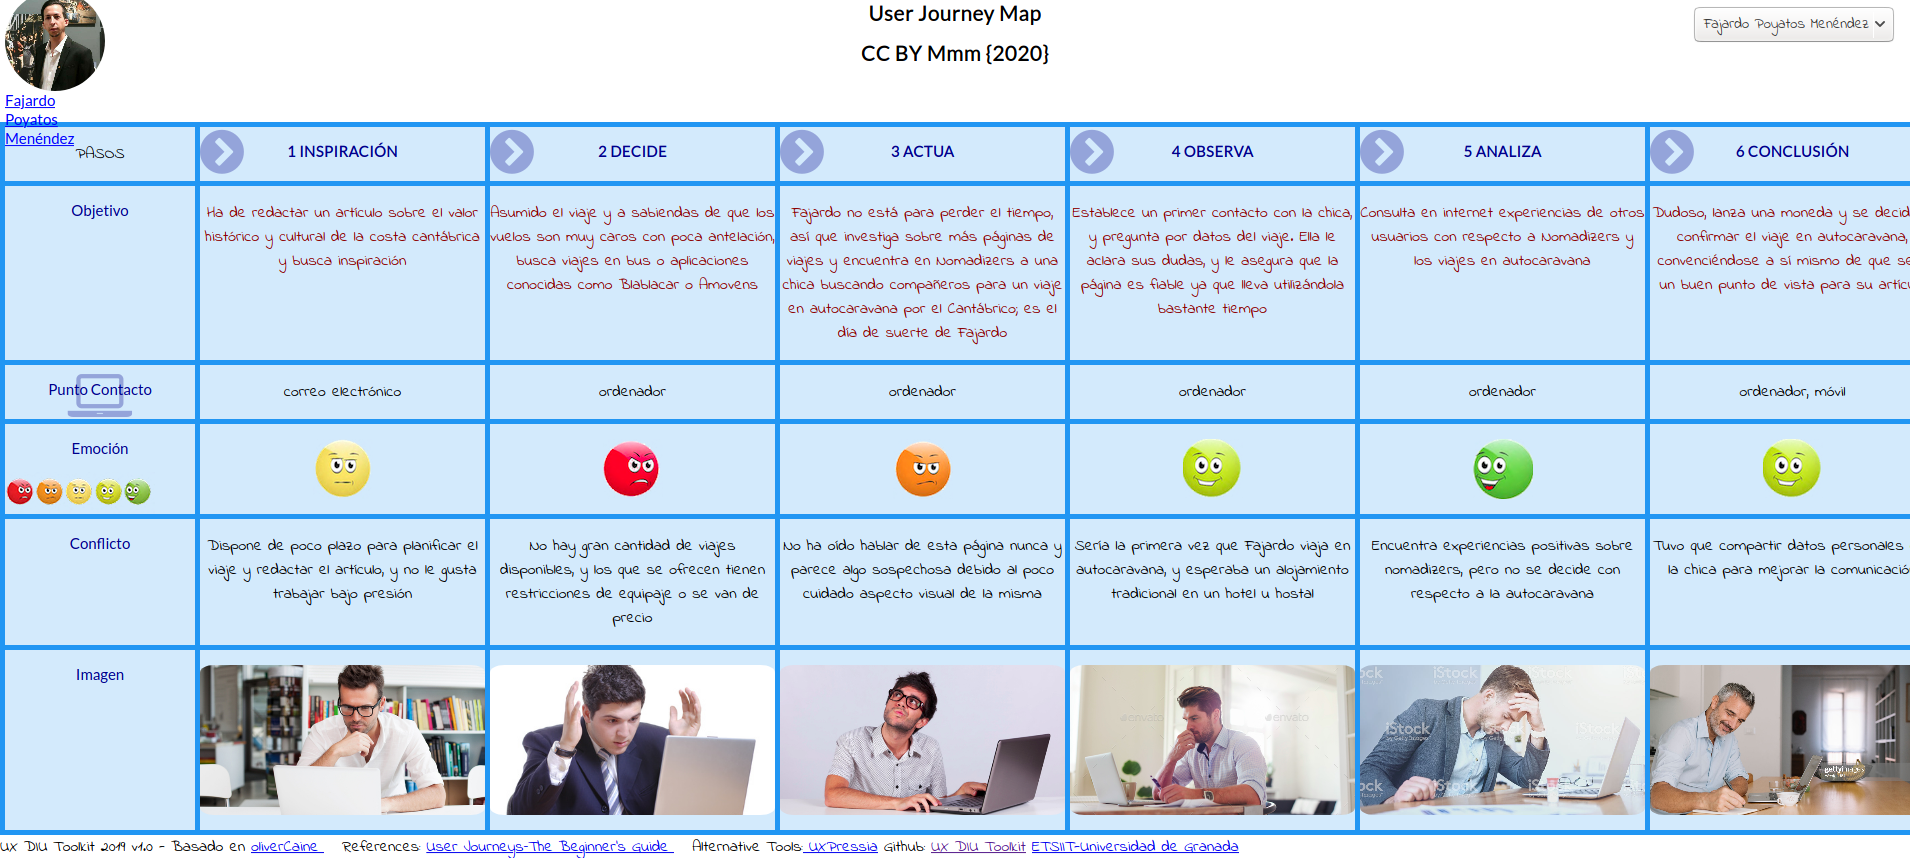 User Journey Map
CC BY Mmm {2020}
Fajardo Poyatos Menéndez
Fajardo
Poyatos
Menéndez
PASOS
1 INSPIRACIÓN
2 DECIDE
3 ACTUA
4 OBSERVA
5 ANALIZA
6 CONCLUSIÓN
Objetivo
Ha de redactar un artículo sobre el valor
histórico y cultural de la costa cantábrica
y busca inspiración
Asumido el viaje y a sabiendas de que los
vuelos son muy caros con poca antelación,
busca viajes en bus o aplicaciones
conocidas como Blablacar o Amovens
Fajardo no está para perder el tiempo,
así que investiga sobre más páginas de
viajes y encuentra en Nomadizers a una
chica buscando compañeros para un viaje
en autocaravana por el Cantábrico; es el
día de suerte de Fajardo
Establece un primer contacto con la chica,
y pregunta por datos del viaje. Ella le
aclara sus dudas, y le asegura que la
página es fiable ya que lleva utilizándola
bastante tiempo
Consulta en internet experiencias de otros
usuarios con respecto a Nomadizers y
los viajes en autocaravana
Dudoso, lanza una moneda y se decid
confirmar el viaje en autocaravana,
convenciéndose a sí mismo de que se
un buen punto de vista para su artícu
Punto Contacto
correo electrónico
ordenador
ordenador
ordenador
ordenador
ordenador, móvil
Emoción
Conflicto
Dispone de poco plazo para planificar el
viaje y redactar el artículo, y no le gusta
trabajar bajo presión
No hay gran cantidad de viajes
disponibles, y los que se ofrecen tienen
restricciones de equipaje o se van de
precio
No ha oído hablar de esta página nunca y
parece algo sospechosa debido al poco
cuidado aspecto visual de la misma
Sería la primera vez que Fajardo viaja en
autocaravana, y esperaba un alojamiento
tradicional en un hotel u hostal
Encuentra experiencias positivas sobre
nomadizers, pero no se decide con
respecto a la autocaravana
Tuvo que compartir datos personales
la chica para mejorar la comunicació
Imagen
envato
envato
iStock
iStock
iStock
iStock
iStock
gettyimages
UX DIU Toolkit 2019 v1.0 - Basado en oliverCaine References: User Journeys-The Beginner's Guide Alternative Tools: UXPressia Github: UX DIU Toolkit ETSIIT-Universidad de Granada